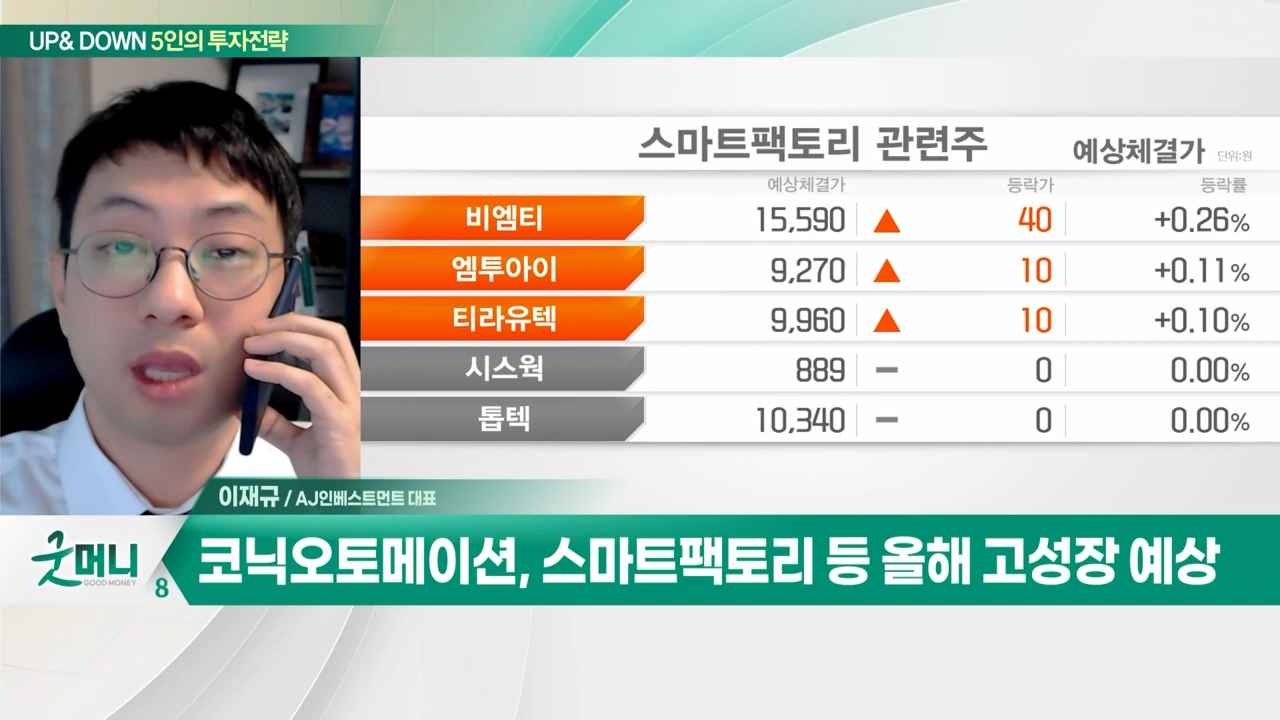 UP& DOWN 5인의 투자전략
스마트팩토리 관련주 예상체결가 단위:원
예상체결가 등락가 등락률
비엠티 15,590 ▲ 40 +0.26%
엠투아이 9,270 ▲ 10 +0.11%
티라유텍 9,960 ▲ 10 +0.10%
시스웍 889 － 0 0.00%
톱텍 10,340 － 0 0.00%
이재규 / AJ인베스트먼트 대표
굿머니
GOOD MONEY
8
코닉오토메이션, 스마트팩토리 등 올해 고성장 예상